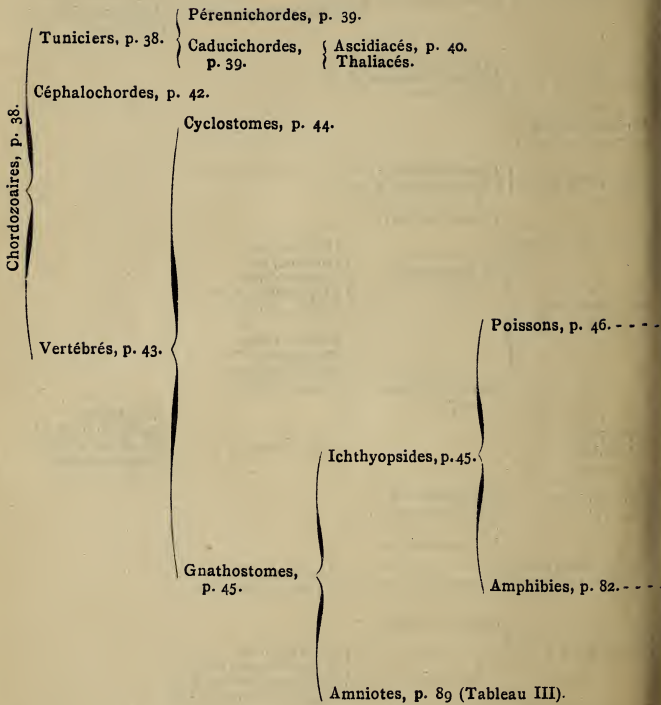 Pérennichordes, p. 39.
Tuniciers, p. 38.
Caducichordes,
p. 39.
Ascidiacés, p. 40.
Thaliacés.
Céphalochordes, p. 42.
Chordozoaires, p. 38.
Cyclostomes, p. 44.
Vertébrés, p. 43.
Poissons, p. 46. - - - -
Ichthyopsides, p. 45.
Gnathostomes,
p. 45.
Amphibies, p. 82. - - - -
Amniotes, p. 89 (Tableau III).